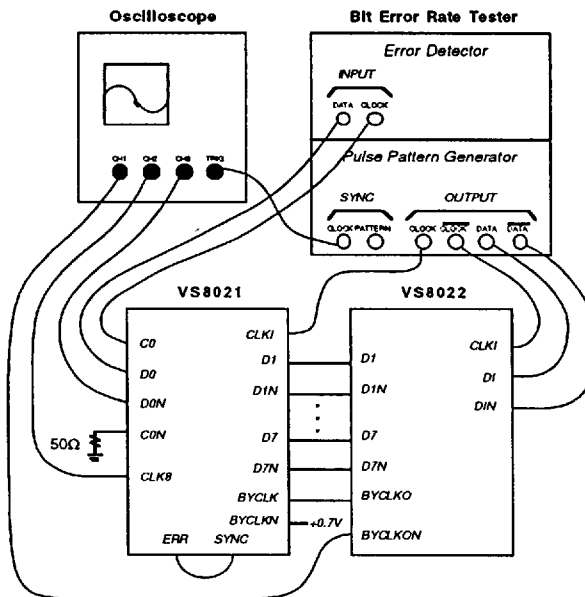 Oscilloscope
Bit Error Rate Tester
Error Detector
INPUT
DATA CLOCK
CH1 CH2 CH3 TRIG
Pulse Pattern Generator
SYNC OUTPUT
CLOCK PATTERN CLOCK CLOCK DATA DATA
VS8021
VS8022
CLKI
C0
D1
D1
CLKI
D0
D1N
D1N
DI
D0N
DIN
C0N
50Ω
D7
D7
CLK8
D7N
D7N
BYCLK
BYCLKO
BYCLKN
+0.7V
ERR SYNC
BYCLKON